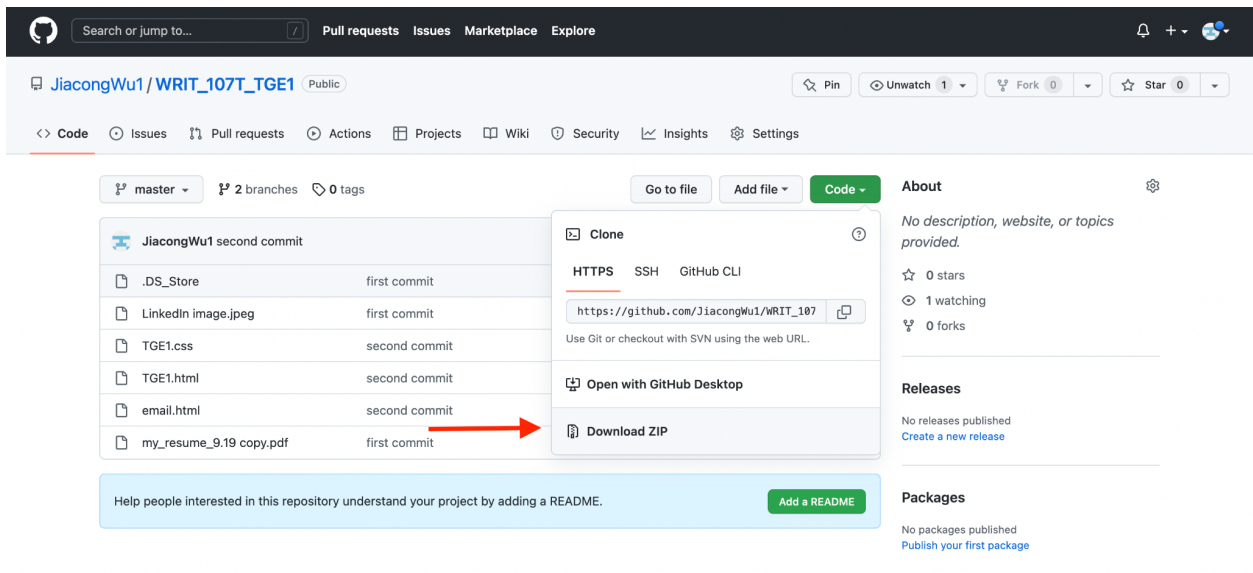 Search or jump to... / Pull requests Issues Marketplace Explore
JiacongWu1 / WRIT_107T_TGE1 Public
Pin Unwatch 1 Fork 0 Star 0
<> Code Issues Pull requests Actions Projects Wiki Security Insights Settings
master 2 branches 0 tags Go to file Add file Code
JiacongWu1 second commit
.DS_Store first commit
LinkedIn image.jpeg first commit
TGE1.css second commit
TGE1.html second commit
email.html second commit
my_resume_9.19 copy.pdf first commit
Clone
HTTPS SSH GitHub CLI
https://github.com/JiacongWu1/WRIT_107
Use Git or checkout with SVN using the web URL.
Open with GitHub Desktop
Download ZIP
Help people interested in this repository understand your project by adding a README. Add a README
About
No description, website, or topics
provided.
0 stars
1 watching
0 forks
Releases
No releases published
Create a new release
Packages
No packages published
Publish your first package